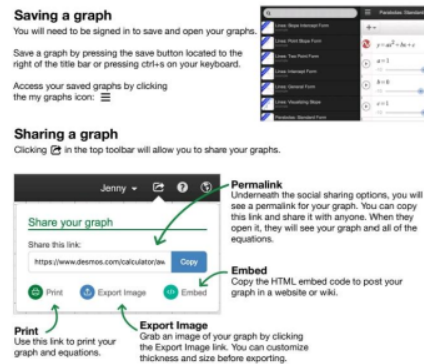 Saving a graph
You will need to be signed in to save and open your graphs.
Save a graph by pressing the save button located to the
right of the title bar or pressing ctrl+s on your keyboard.
Access your saved graphs by clicking
the my graphs icon:
Lines: Slope Intercept Form
Lines: Point Slope Form
Lines: Two Point Form
Lines: Intercept Form
Lines: General Form
Lines: Visualizing Slope
Parabolas: Standard Form
Parabolas: Standard
y = ax² + bx + c
a = 1
c = 1
Sharing a graph
Clicking in the top toolbar will allow you to share your graphs.
Jenny
Share your graph
Share this link:
https://www.desmos.com/calculator/aw
Copy
Print
Export Image
Embed
Permalink
Underneath the social sharing options, you will
see a permalink for your graph. You can copy
this link and share it with anyone. When they
open it, they will see your graph and all of the
equations.
Embed
Copy the HTML embed code to post your
graph in a website or wiki.
Print
Use this link to print your
graph and equations.
Export Image
Grab an image of your graph by clicking
the Export Image link. You can customize
thickness and size before exporting.